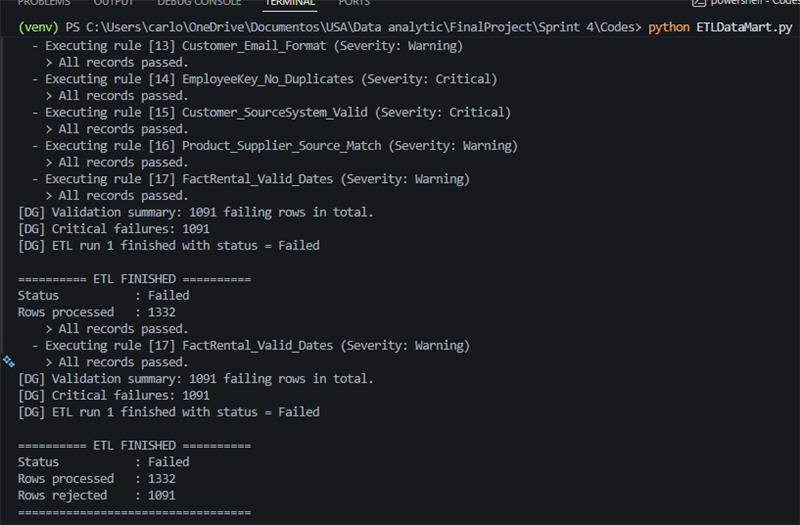 PROBLEMS OUTPUT DEBUG CONSOLE TERMINAL PORTS powershell - Codes
(venv) PS C:\Users\carlo\OneDrive\Documentos\USA\Data analytic\FinalProject\Sprint 4\Codes> python ETLDataMart.py
- Executing rule [13] Customer_Email_Format (Severity: Warning)
> All records passed.
- Executing rule [14] EmployeeKey_No_Duplicates (Severity: Critical)
> All records passed.
- Executing rule [15] Customer_SourceSystem_Valid (Severity: Critical)
> All records passed.
- Executing rule [16] Product_Supplier_Source_Match (Severity: Warning)
> All records passed.
- Executing rule [17] FactRental_Valid_Dates (Severity: Warning)
> All records passed.
[DG] Validation summary: 1091 failing rows in total.
[DG] Critical failures: 1091
[DG] ETL run 1 finished with status = Failed
========== ETL FINISHED ==========
Status : Failed
Rows processed : 1332
> All records passed.
- Executing rule [17] FactRental_Valid_Dates (Severity: Warning)
> All records passed.
[DG] Validation summary: 1091 failing rows in total.
[DG] Critical failures: 1091
[DG] ETL run 1 finished with status = Failed
========== ETL FINISHED ==========
Status : Failed
Rows processed : 1332
Rows rejected : 1091
==================================